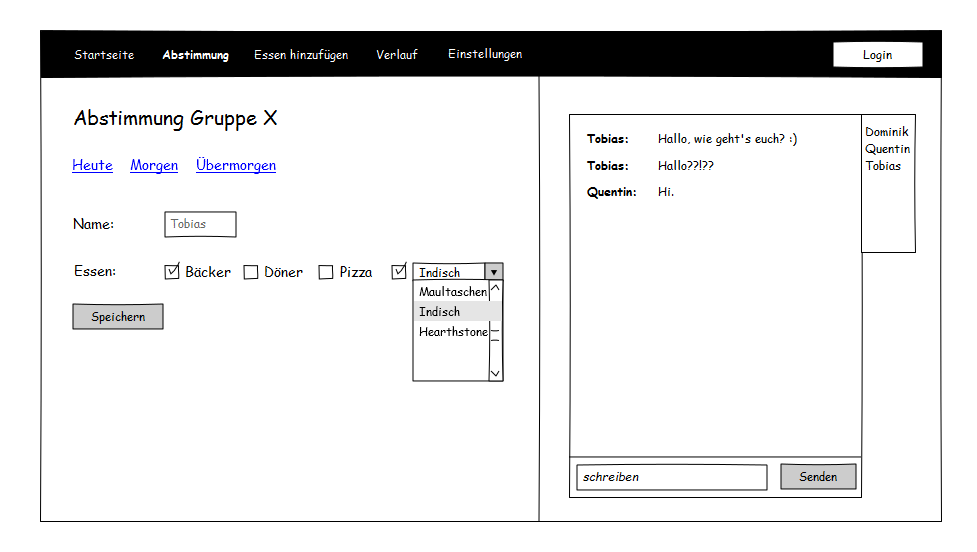 Startseite Abstimmung Essen hinzufügen Verlauf Einstellungen Login
Abstimmung Gruppe X
Heute Morgen Übermorgen
Name: Tobias
Essen: Bäcker Döner Pizza Indisch
Maultaschen
Indisch
Hearthstone
Speichern
Tobias: Hallo, wie geht's euch? :)
Tobias: Hallo??!??
Quentin: Hi.
Dominik
Quentin
Tobias
schreiben Senden